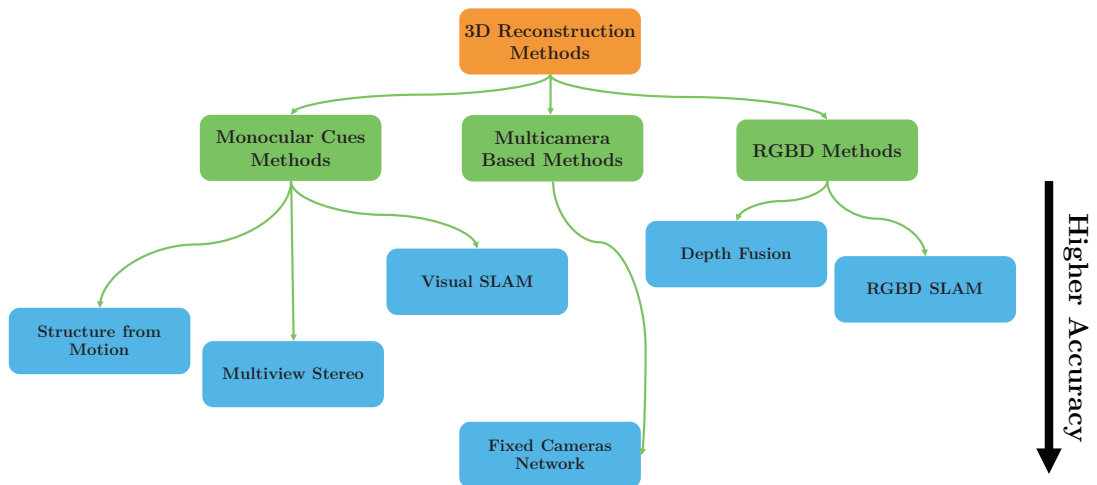 3D Reconstruction
Methods
Monocular Cues
Methods
Multicamera
Based Methods
RGBD Methods
Depth Fusion
Visual SLAM
RGBD SLAM
Structure from
Motion
Multiview Stereo
Fixed Cameras
Network
Higher Accuracy